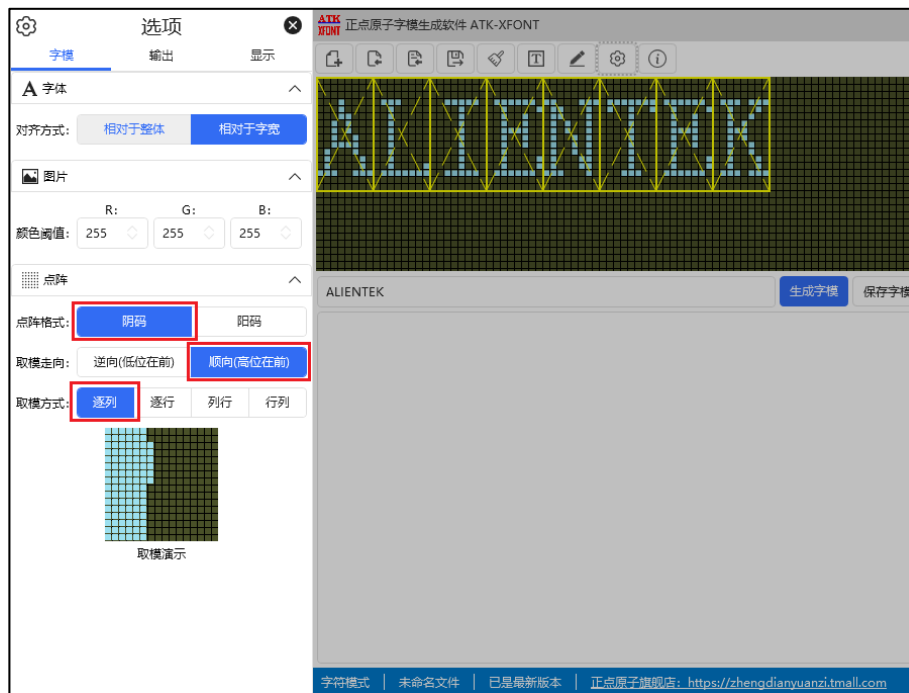 选项
字模 输出 显示
A 字体
对齐方式: 相对于整体 相对于字宽
图片
R: G: B:
颜色阈值: 255 255 255
点阵
点阵格式: 阴码 阳码
取模走向: 逆向(低位在前) 顺向(高位在前)
取模方式: 逐列 逐行 列行 行列
取模演示
ATK XFONT 正点原子字模生成软件 ATK-XFONT
T
ALIENTEK
ALIENTEK 生成字模 保存字模
字符模式 | 未命名文件 | 已是最新版本 | 正点原子旗舰店: https://zhengdianyuanzi.tmall.com